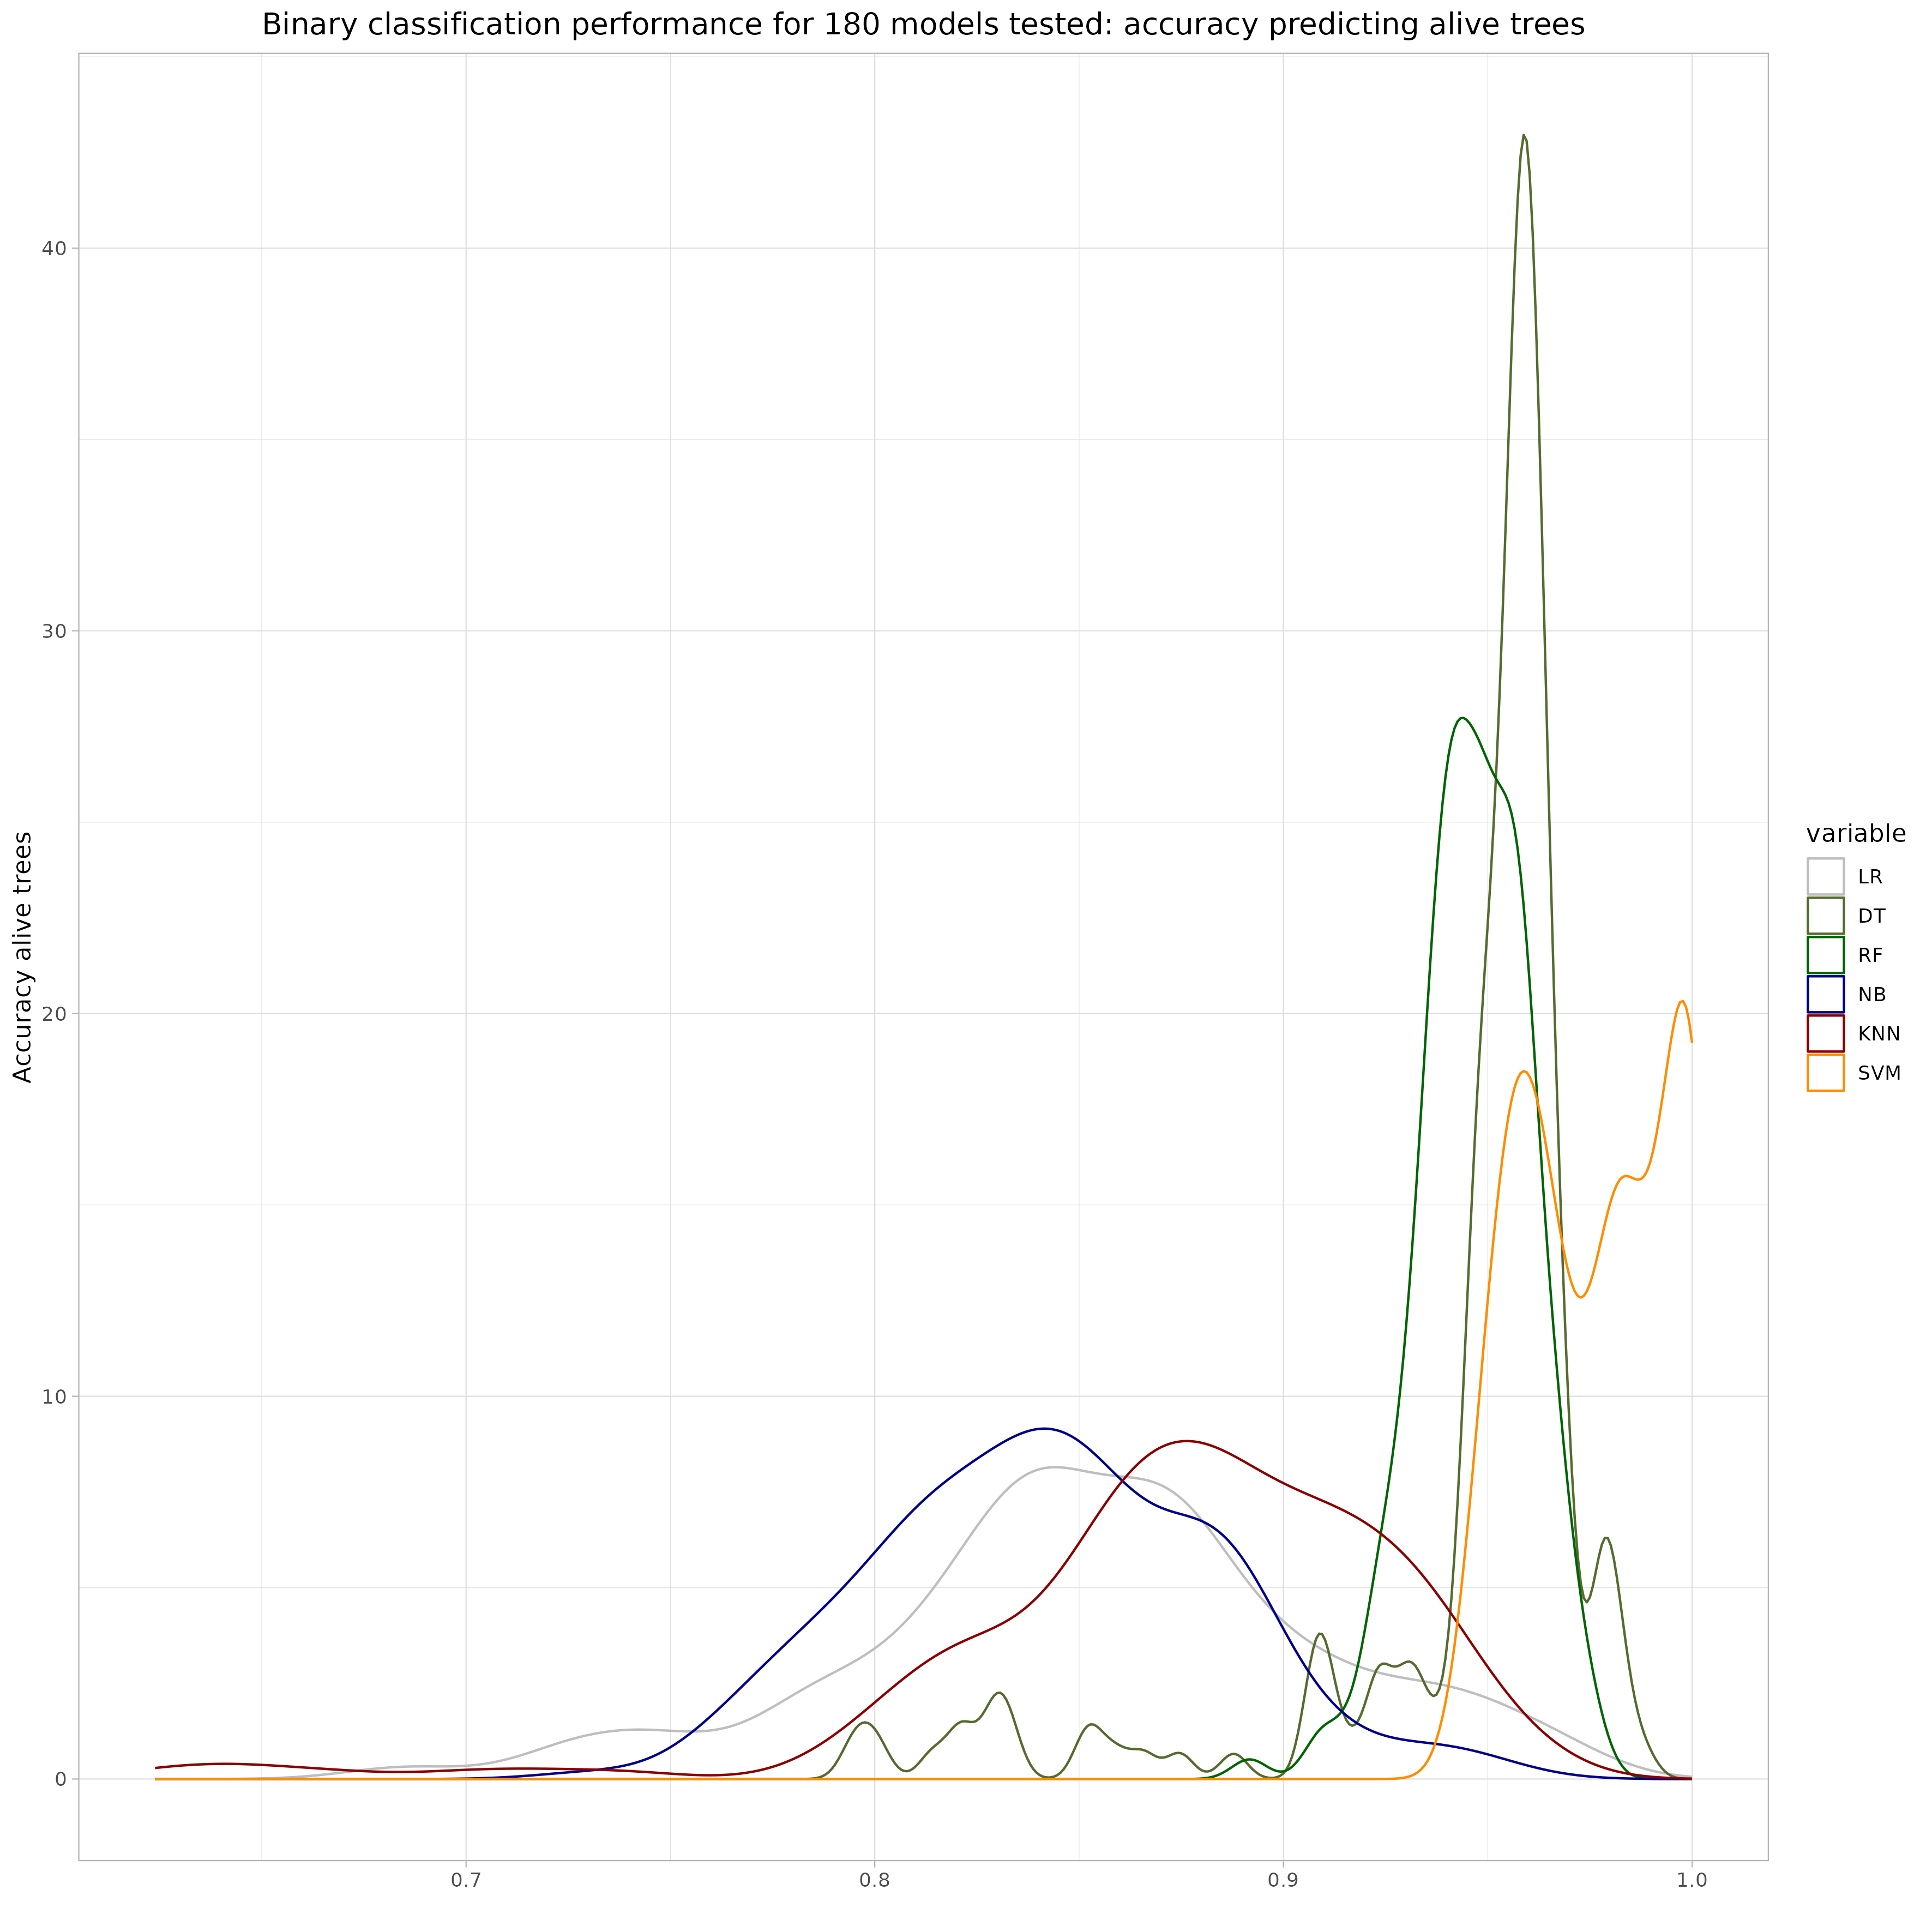 Binary classification performance for 180 models tested: accuracy predicting alive trees
Accuracy alive trees
40
30
20
10
0
0.7
0.8
0.9
1.0
variable
LR
DT
RF
NB
KNN
SVM